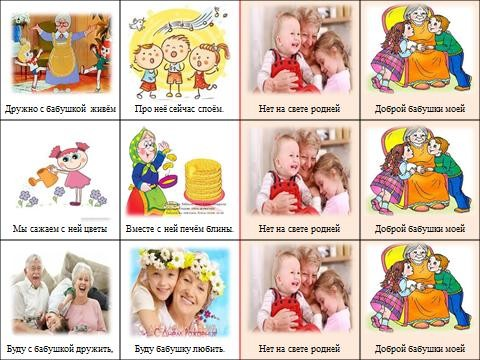 Дружно с бабушкой живём
Про неё сейчас споём.
Нет на свете родней
Доброй бабушки моей
Мы сажаем с ней цветы
Вместе с ней печём блины.
Нет на свете родней
Доброй бабушки моей
Буду с бабушкой дружить,
Буду бабушку любить.
Нет на свете родней
Доброй бабушки моей